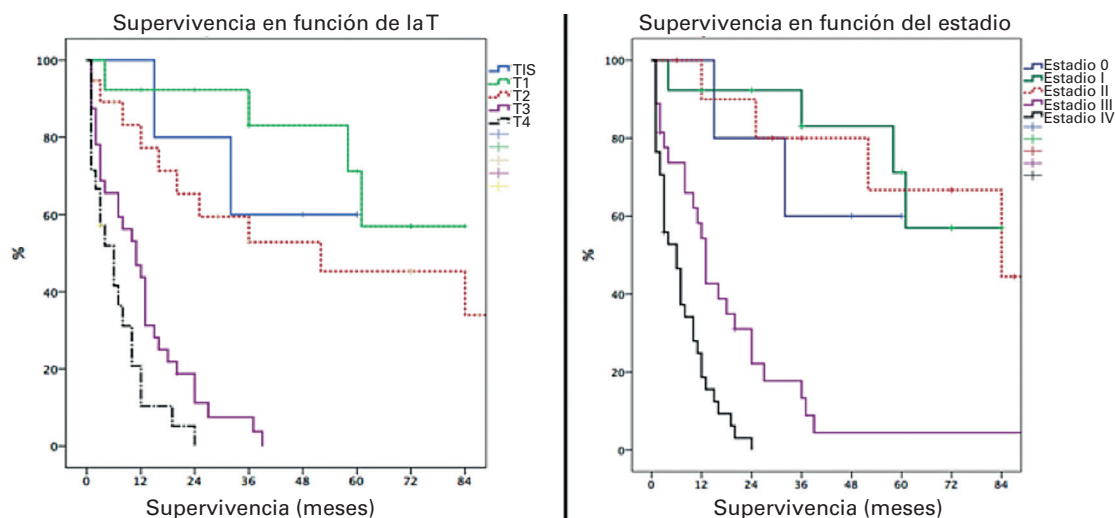 Supervivencia en función de la T
100
80
60
40
20
0
%
0 12 24 36 48 60 72 84
Supervivencia (meses)
TIS
T1
T2
T3
T4
Supervivencia en función del estadio
100
80
60
40
20
0
%
0 12 24 36 48 60 72 84
Supervivencia (meses)
Estadio 0
Estadio I
Estadio II
Estadio III
Estadio IV